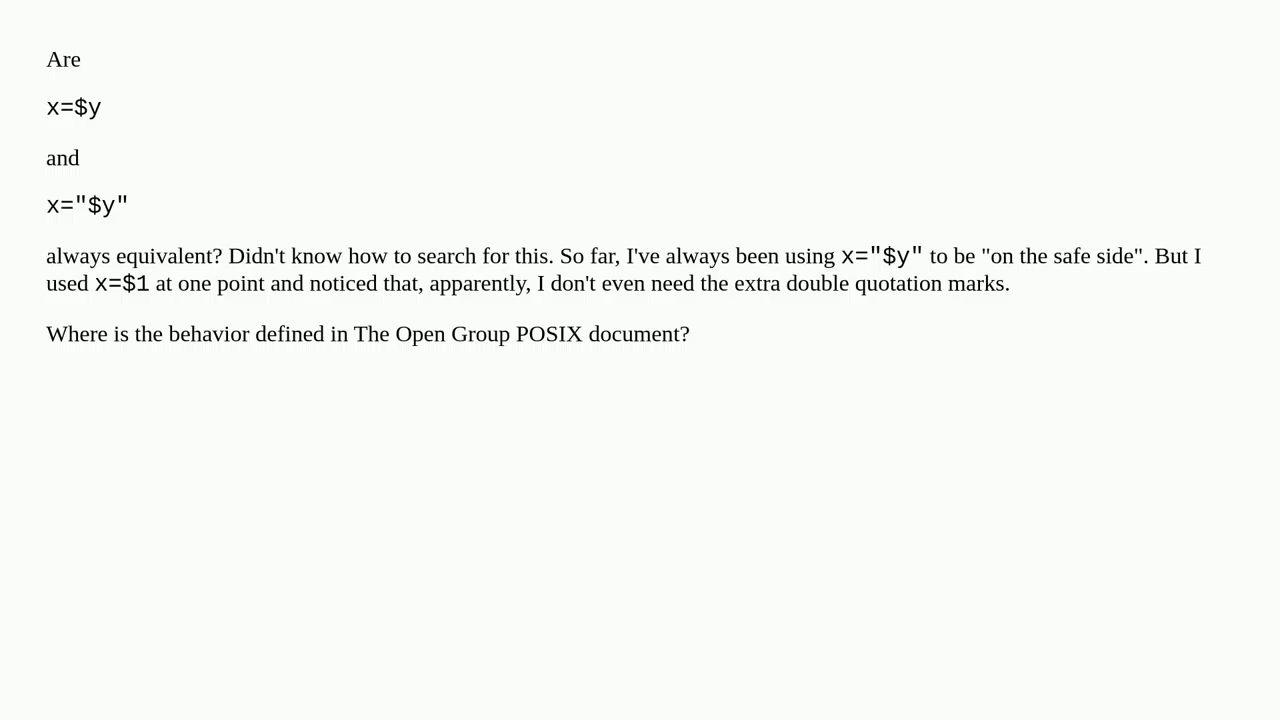 Are
x=$y
and
x="$y"
always equivalent? Didn't know how to search for this. So far, I've always been using x="$y" to be "on the safe side". But I
used x=$1 at one point and noticed that, apparently, I don't even need the extra double quotation marks.
Where is the behavior defined in The Open Group POSIX document?